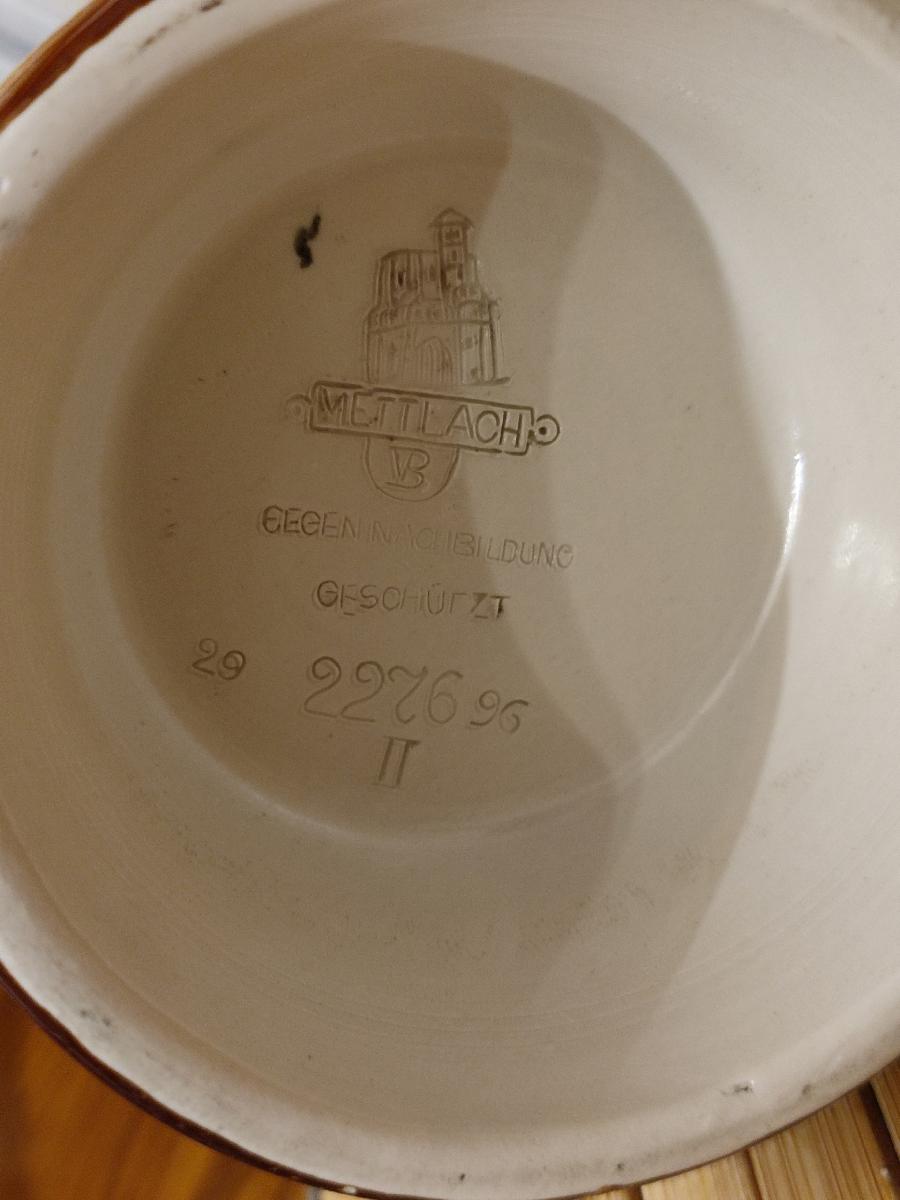 METTLACH
VB
GEGEN NACHBILDUNG
GESCHÜTZT
29 2276 96
II